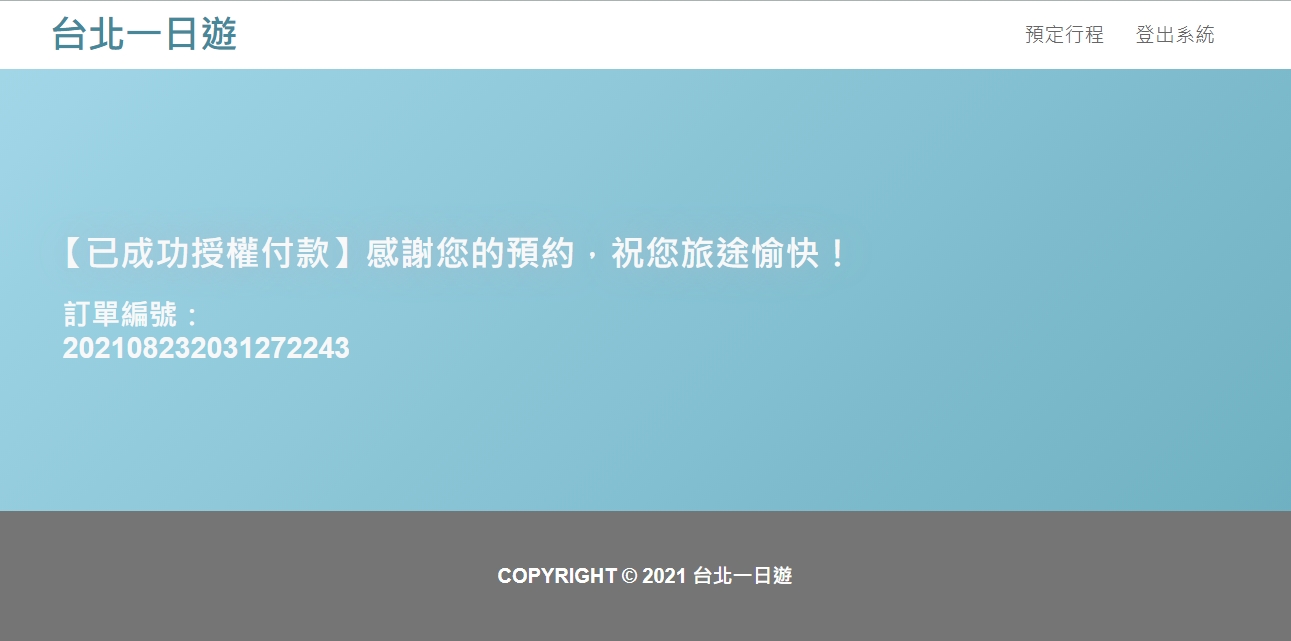 台北一日遊
預定行程 登出系統
【已成功授權付款】感謝您的預約，祝您旅途愉快！
訂單編號：
202108232031272243
COPYRIGHT © 2021 台北一日遊